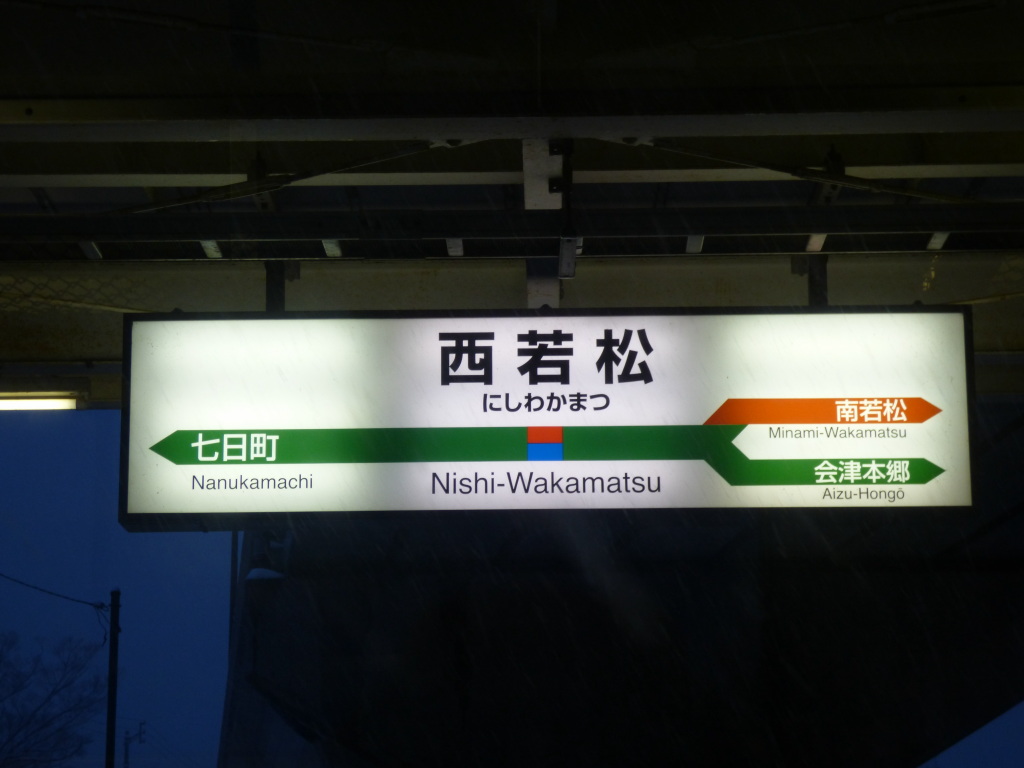 西若松
にしわかまつ
七日町
Nanukamachi
Nishi-Wakamatsu
南若松
Minami-Wakamatsu
会津本郷
Aizu-Hongō